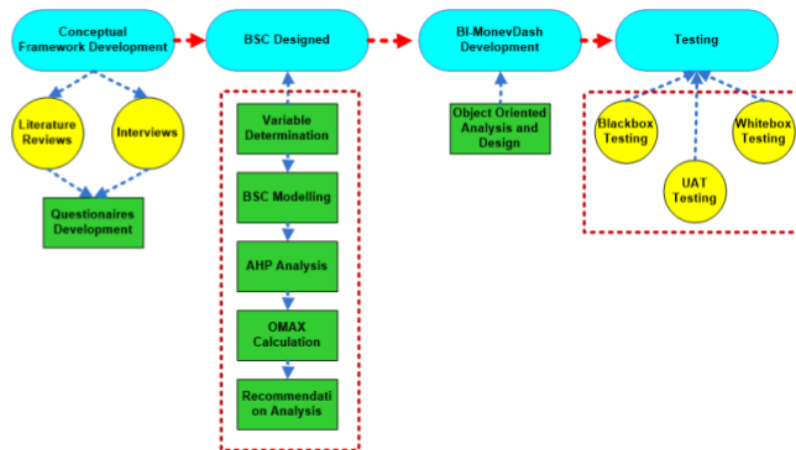 Conceptual
Framework Development
BSC Designed
BI-MonevDash
Development
Testing
Literature
Reviews
Interviews
Questionaires
Development
Variable
Determination
BSC Modelling
AHP Analysis
OMAX
Calculation
Recommendati
on Analysis
Object Oriented
Analysis and
Design
Blackbox
Testing
UAT
Testing
Whitebox
Testing